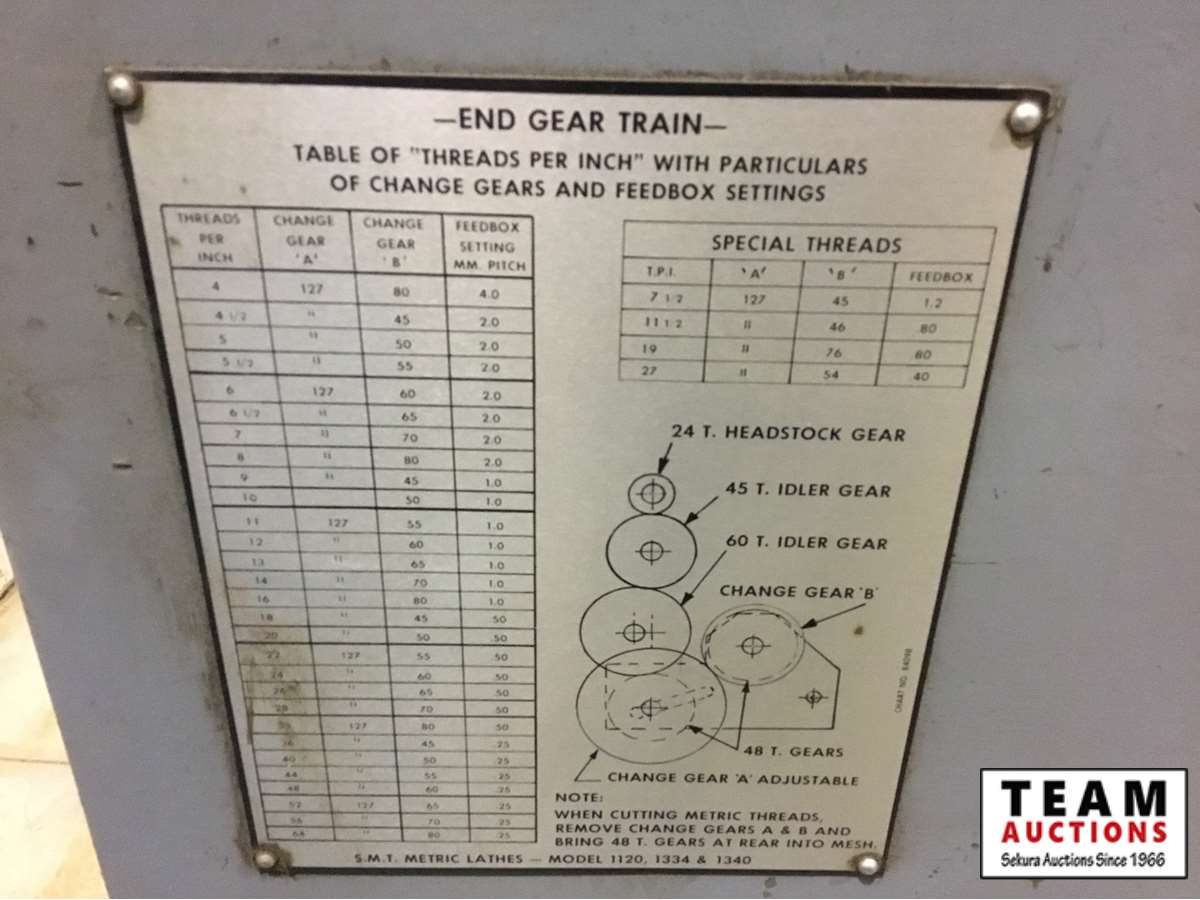 —END GEAR TRAIN—
TABLE OF "THREADS PER INCH" WITH PARTICULARS
OF CHANGE GEARS AND FEEDBOX SETTINGS
THREADS PER INCH CHANGE GEAR 'A' CHANGE GEAR 'B' FEEDBOX SETTING MM. PITCH
4 127 80 4.0
4 1/2 " 45 2.0
5 " 50 2.0
5 1/2 " 55 2.0
6 127 60 2.0
6 1/2 " 65 2.0
7 " 70 2.0
8 " 80 2.0
9 " 45 1.0
10 50 1.0
11 127 55 1.0
12 " 60 1.0
13 " 65 1.0
14 " 70 1.0
16 " 80 1.0
18 " 45 .50
20 " 50 .50
22 127 55 .50
24 " 60 .50
26 " 65 .50
28 " 70 .50
127 80 .50
36 " 45 .25
40 " 50 .25
44 " 55 .25
48 " 60 .25
52 127 65 .25
56 " 70 .25
64 " 80 .25
SPECIAL THREADS
T.P.I. 'A' 'B' FEEDBOX
7 1 2 127 45 1.2
11 1 2 " 46 .80
19 " 76 .80
27 " 54 .40
24 T. HEADSTOCK GEAR
45 T. IDLER GEAR
60 T. IDLER GEAR
CHANGE GEAR 'B'
48 T. GEARS
CHANGE GEAR 'A' ADJUSTABLE
NOTE:
WHEN CUTTING METRIC THREADS,
REMOVE CHANGE GEARS A & B AND
BRING 48 T. GEARS AT REAR INTO MESH.
CHART NO.
S.M.T. METRIC LATHES — MODEL 1120, 1334 & 1340
TEAM
AUCTIONS
Sekura Auctions Since 1966